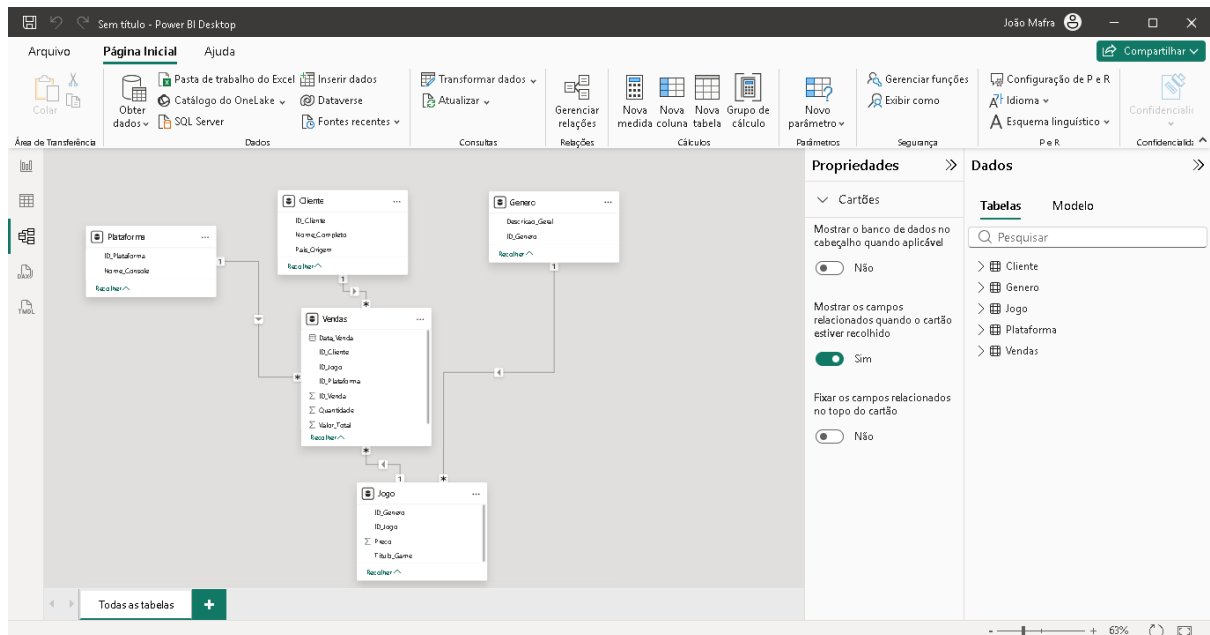 Sem título - Power BI Desktop
João Mafra
Arquivo
Página Inicial
Ajuda
Compartilhar
Colar
Área de Transferência
Obter dados
Pasta de trabalho do Excel
Catálogo do OneLake
SQL Server
Inserir dados
Dataverse
Fontes recentes
Dados
Transformar dados
Atualizar
Consultas
Gerenciar relações
Relações
Nova medida
Nova coluna
Nova tabela
Grupo de cálculo
Cálculos
Novo parâmetro
Parâmetros
Gerenciar funções
Exibir como
Segurança
Configuração de P e R
Idioma
Esquema linguístico
P e R
DAX
TMDL
Plataforma
ID_Plataforma
Nome_Console
Recolher
1
Cliente
ID_Cliente
Nome_Completo
Pais_Origem
Recolher
1
*
Genero
Descricao_Geral
ID_Genero
Recolher
1
Vendas
Data_Venda
ID_Cliente
ID_Jogo
ID_Plataforma
ID_Venda
Quantidade
Valor_Total
Recolher
*
*
1
*
Jogo
ID_Genero
ID_Jogo
Preco
Titulo_Game
Recolher
Propriedades
Cartões
Mostrar o banco de dados no
cabeçalho quando aplicável
Não
Mostrar os campos
relacionados quando o cartão
estiver recolhido
Sim
Fixar os campos relacionados
no topo do cartão
Não
Dados
Tabelas
Modelo
Pesquisar
Cliente
Genero
Jogo
Plataforma
Vendas
Todas as tabelas
+
- + 63%